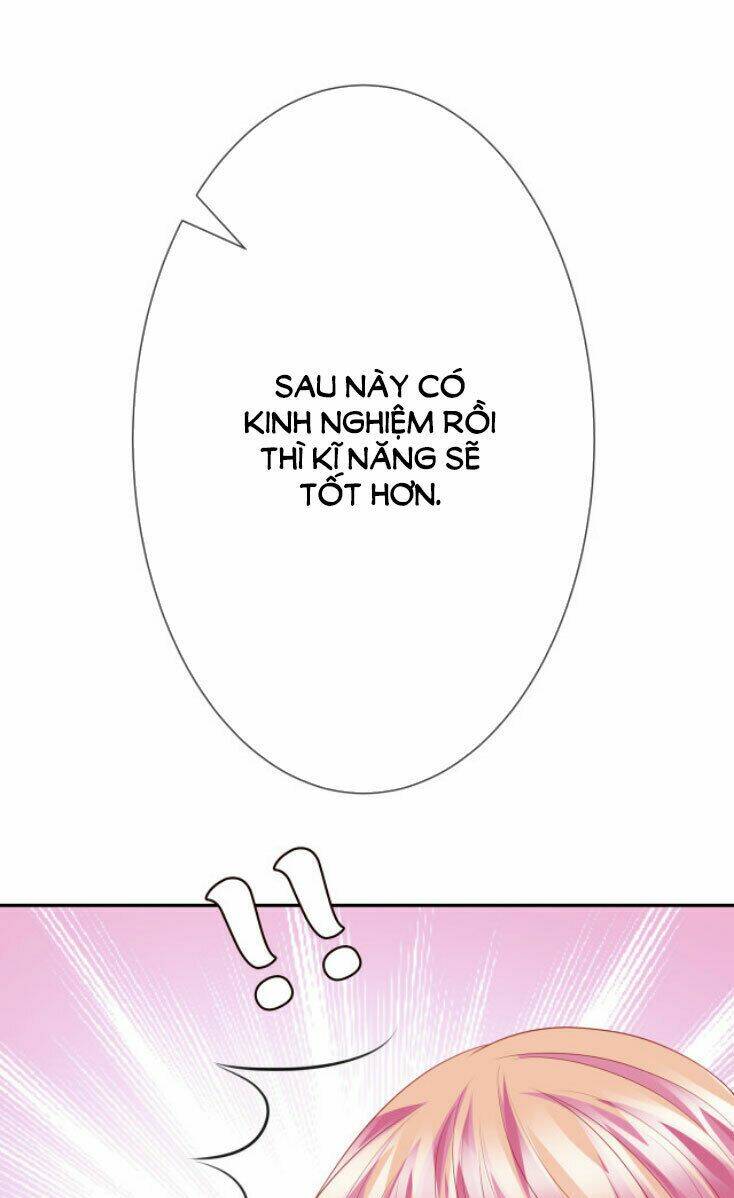 SAU NÀY CÓ
KINH NGHIỆM RỒI
THÌ KĨ NĂNG SẼ
TỐT HƠN.
!!